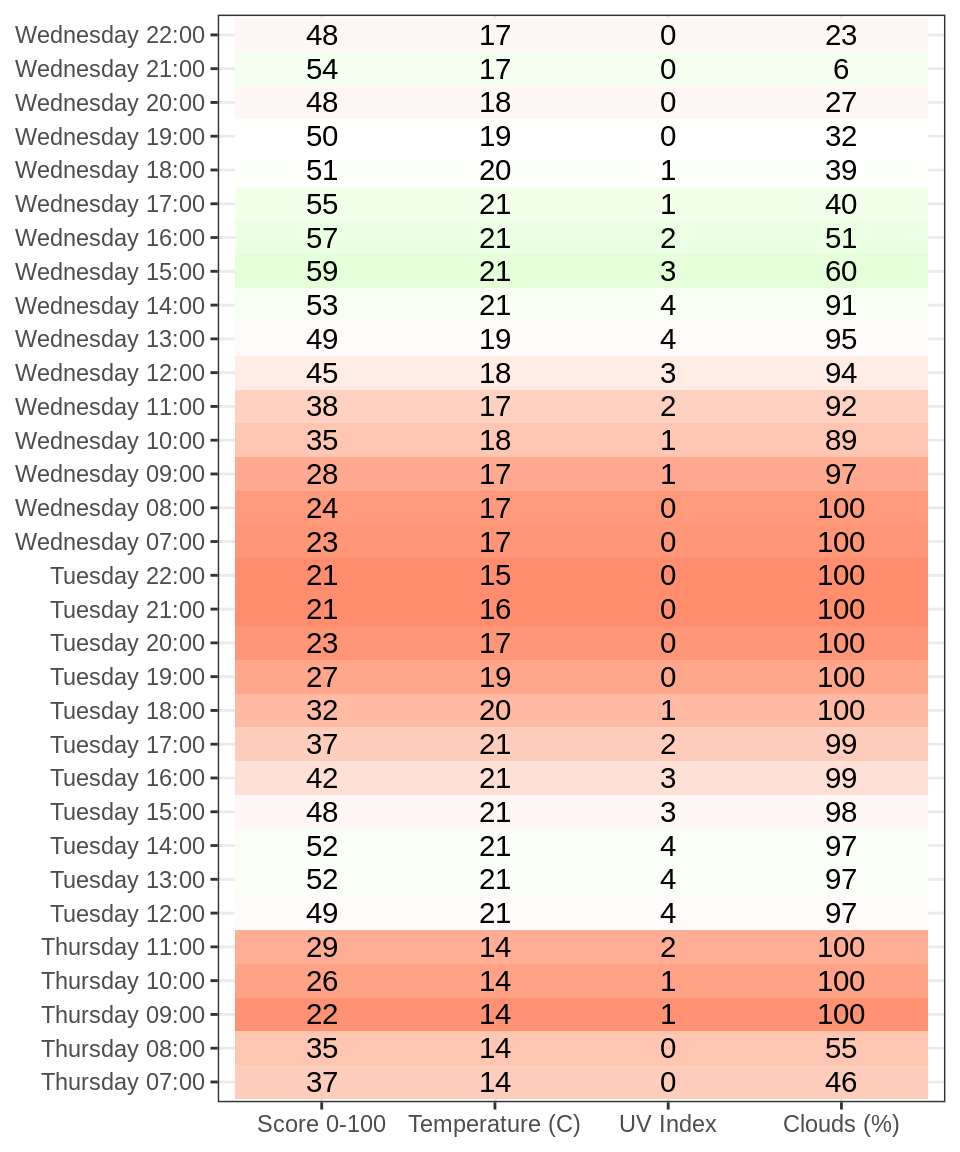 Wednesday 22:00 48 17 0 23
Wednesday 21:00 54 17 0 6
Wednesday 20:00 48 18 0 27
Wednesday 19:00 50 19 0 32
Wednesday 18:00 51 20 1 39
Wednesday 17:00 55 21 1 40
Wednesday 16:00 57 21 2 51
Wednesday 15:00 59 21 3 60
Wednesday 14:00 53 21 4 91
Wednesday 13:00 49 19 4 95
Wednesday 12:00 45 18 3 94
Wednesday 11:00 38 17 2 92
Wednesday 10:00 35 18 1 89
Wednesday 09:00 28 17 1 97
Wednesday 08:00 24 17 0 100
Wednesday 07:00 23 17 0 100
Tuesday 22:00 21 15 0 100
Tuesday 21:00 21 16 0 100
Tuesday 20:00 23 17 0 100
Tuesday 19:00 27 19 0 100
Tuesday 18:00 32 20 1 100
Tuesday 17:00 37 21 2 99
Tuesday 16:00 42 21 3 99
Tuesday 15:00 48 21 3 98
Tuesday 14:00 52 21 4 97
Tuesday 13:00 52 21 4 97
Tuesday 12:00 49 21 4 97
Thursday 11:00 29 14 2 100
Thursday 10:00 26 14 1 100
Thursday 09:00 22 14 1 100
Thursday 08:00 35 14 0 55
Thursday 07:00 37 14 0 46
Score 0-100 Temperature (C) UV Index Clouds (%)